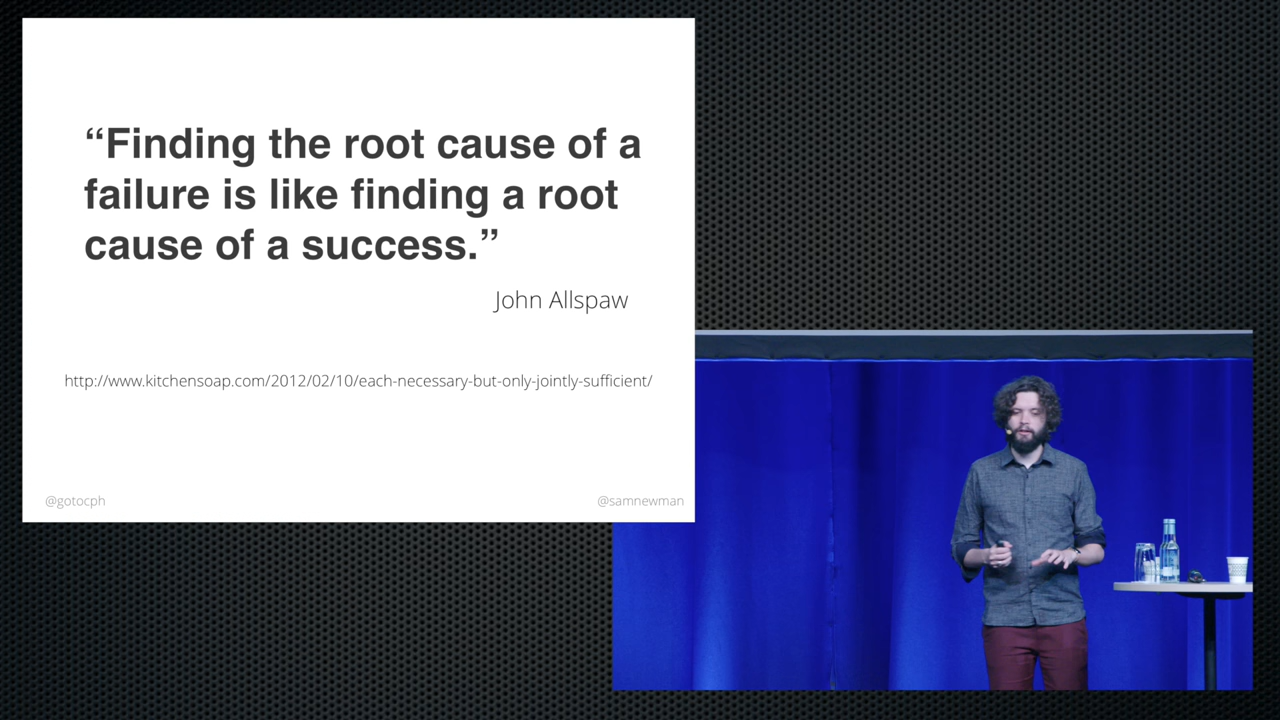 “Finding the root cause of a
failure is like finding a root
cause of a success.”
John Allspaw
http://www.kitchensoap.com/2012/02/10/each-necessary-but-only-jointly-sufficient/
@gotocph
@samnewman